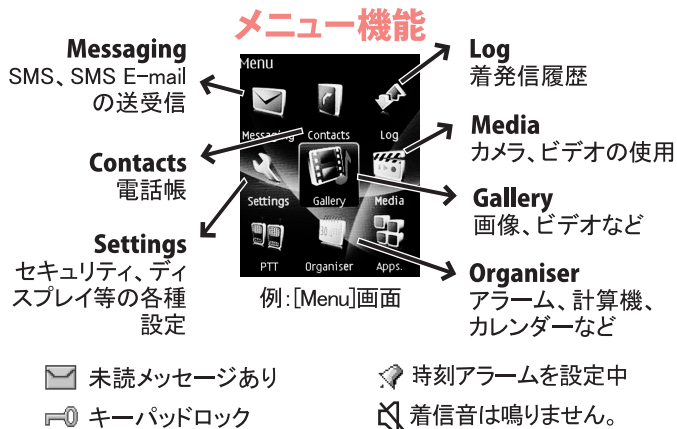 メニュー機能
Messaging
SMS、SMS E-mail
の送受信
Contacts
電話帳
Settings
セキュリティ、ディ
スプレイ等の各種
設定
Menu
Messaging Contacts Log
Settings Gallery Media
PTT Organiser Apps.
例:[Menu]画面
Log
着発信履歴
Media
カメラ、ビデオの使用
Gallery
画像、ビデオなど
Organiser
アラーム、計算機、
カレンダーなど
未読メッセージあり
時刻アラームを設定中
キーパッドロック
着信音は鳴りません。